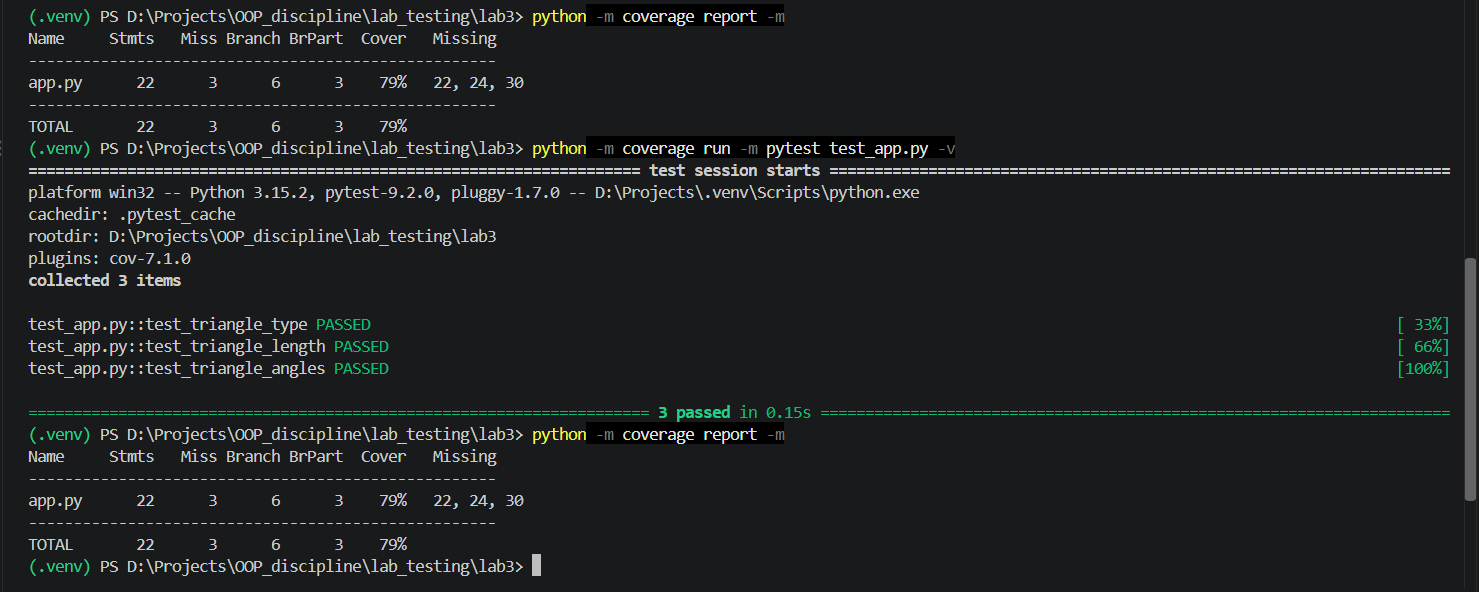 (.venv) PS D:\Projects\OOP_discipline\lab_testing\lab3> python -m coverage report -m
Name     Stmts   Miss Branch BrPart  Cover   Missing
----------------------------------------------------
app.py      22      3      6      3    79%   22, 24, 30
----------------------------------------------------
TOTAL       22      3      6      3    79%
(.venv) PS D:\Projects\OOP_discipline\lab_testing\lab3> python -m coverage run -m pytest test_app.py -v
==================================================================== test session starts =====================================================================
platform win32 -- Python 3.15.2, pytest-9.2.0, pluggy-1.7.0 -- D:\Projects\.venv\Scripts\python.exe
cachedir: .pytest_cache
rootdir: D:\Projects\OOP_discipline\lab_testing\lab3
plugins: cov-7.1.0
collected 3 items
test_app.py::test_triangle_type PASSED [ 33%]
test_app.py::test_triangle_length PASSED [ 66%]
test_app.py::test_triangle_angles PASSED [100%]
===================================================================== 3 passed in 0.15s ======================================================================
(.venv) PS D:\Projects\OOP_discipline\lab_testing\lab3> python -m coverage report -m
Name     Stmts   Miss Branch BrPart  Cover   Missing
----------------------------------------------------
app.py      22      3      6      3    79%   22, 24, 30
----------------------------------------------------
TOTAL       22      3      6      3    79%
(.venv) PS D:\Projects\OOP_discipline\lab_testing\lab3>